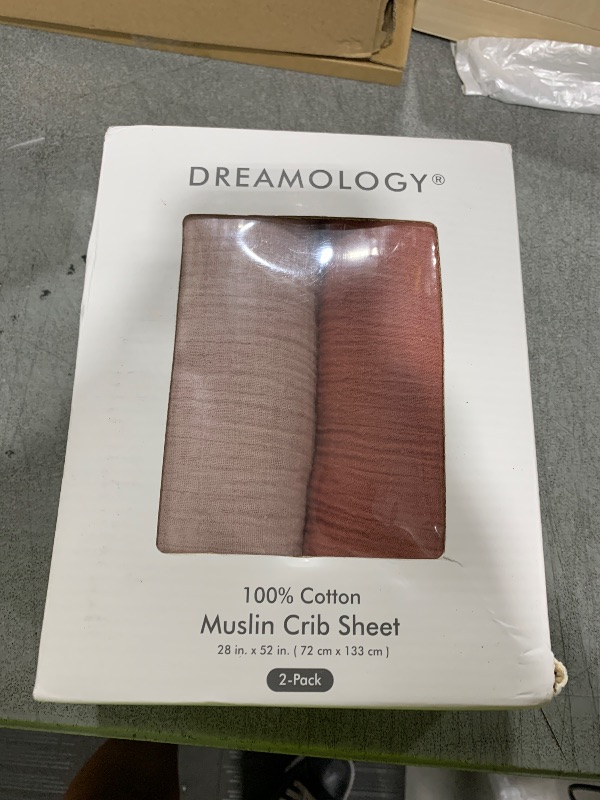 DREAMOLOGY®
100% Cotton
Muslin Crib Sheet
28 in. x 52 in. ( 72 cm x 133 cm )
2-Pack